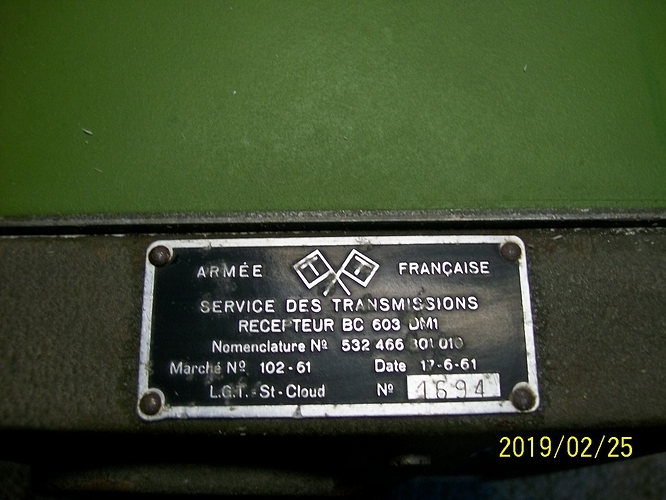 ARMÉE T T FRANÇAISE
SERVICE DES TRANSMISSIONS
RECEPTEUR BC 603 DM1
Nomenclature Nº 532 466 301 010
Marché Nº 102-61 Date 17-6-61
L.G.T. - St - Cloud Nº 1694
2019/02/25